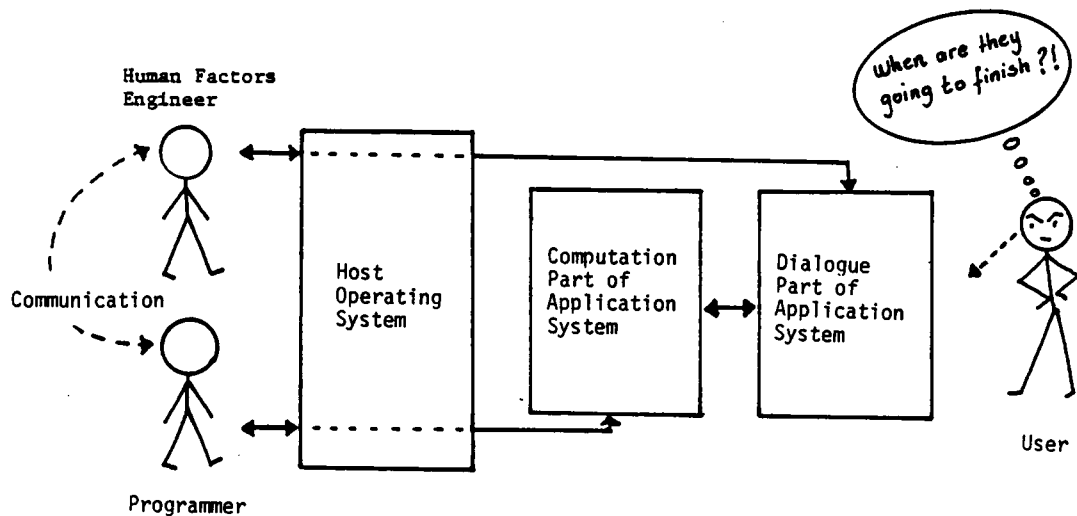 Human Factors
Engineer
When are they
going to finish?!
Host
Operating
System
Computation
Part of
Application
System
Dialogue
Part of
Application
System
Communication
User
Programmer